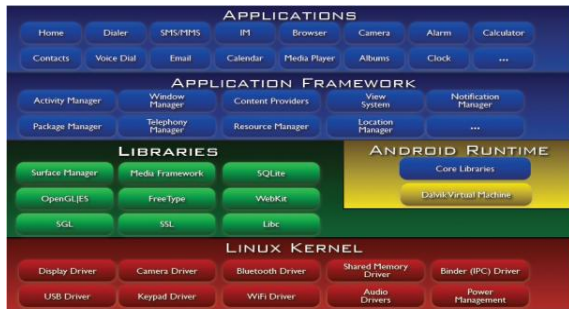 APPLICATIONS
Home Dialer SMS/MMS IM Browser Camera Alarm Calculator
Contacts Voice Dial Email Calendar Media Player Albums Clock ...
APPLICATION FRAMEWORK
Activity Manager Window Manager Content Providers View System Notification Manager
Package Manager Telephony Manager Resource Manager Location Manager ...
LIBRARIES
Surface Manager Media Framework SQLite
OpenGL|ES FreeType WebKit
SGL SSL Libc
ANDROID RUNTIME
Core Libraries
Dalvik Virtual Machine
LINUX KERNEL
Display Driver Camera Driver Bluetooth Driver Shared Memory Driver Binder (IPC) Driver
USB Driver Keypad Driver WiFi Driver Audio Drivers Power Management